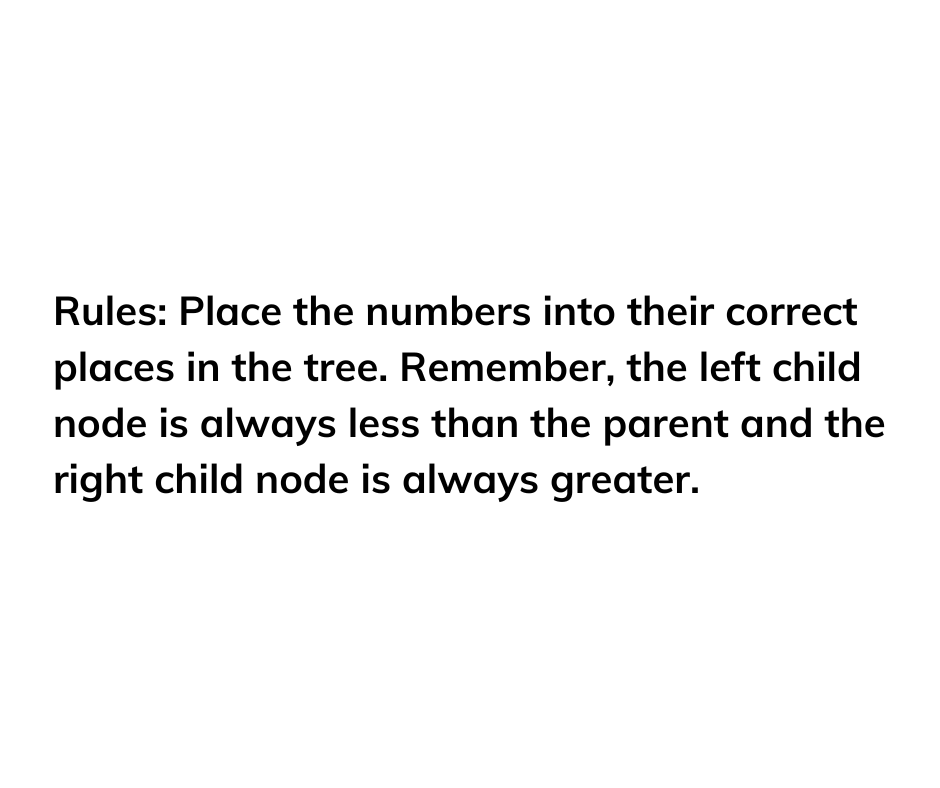 Rules: Place the numbers into their correct
places in the tree. Remember, the left child
node is always less than the parent and the
right child node is always greater.